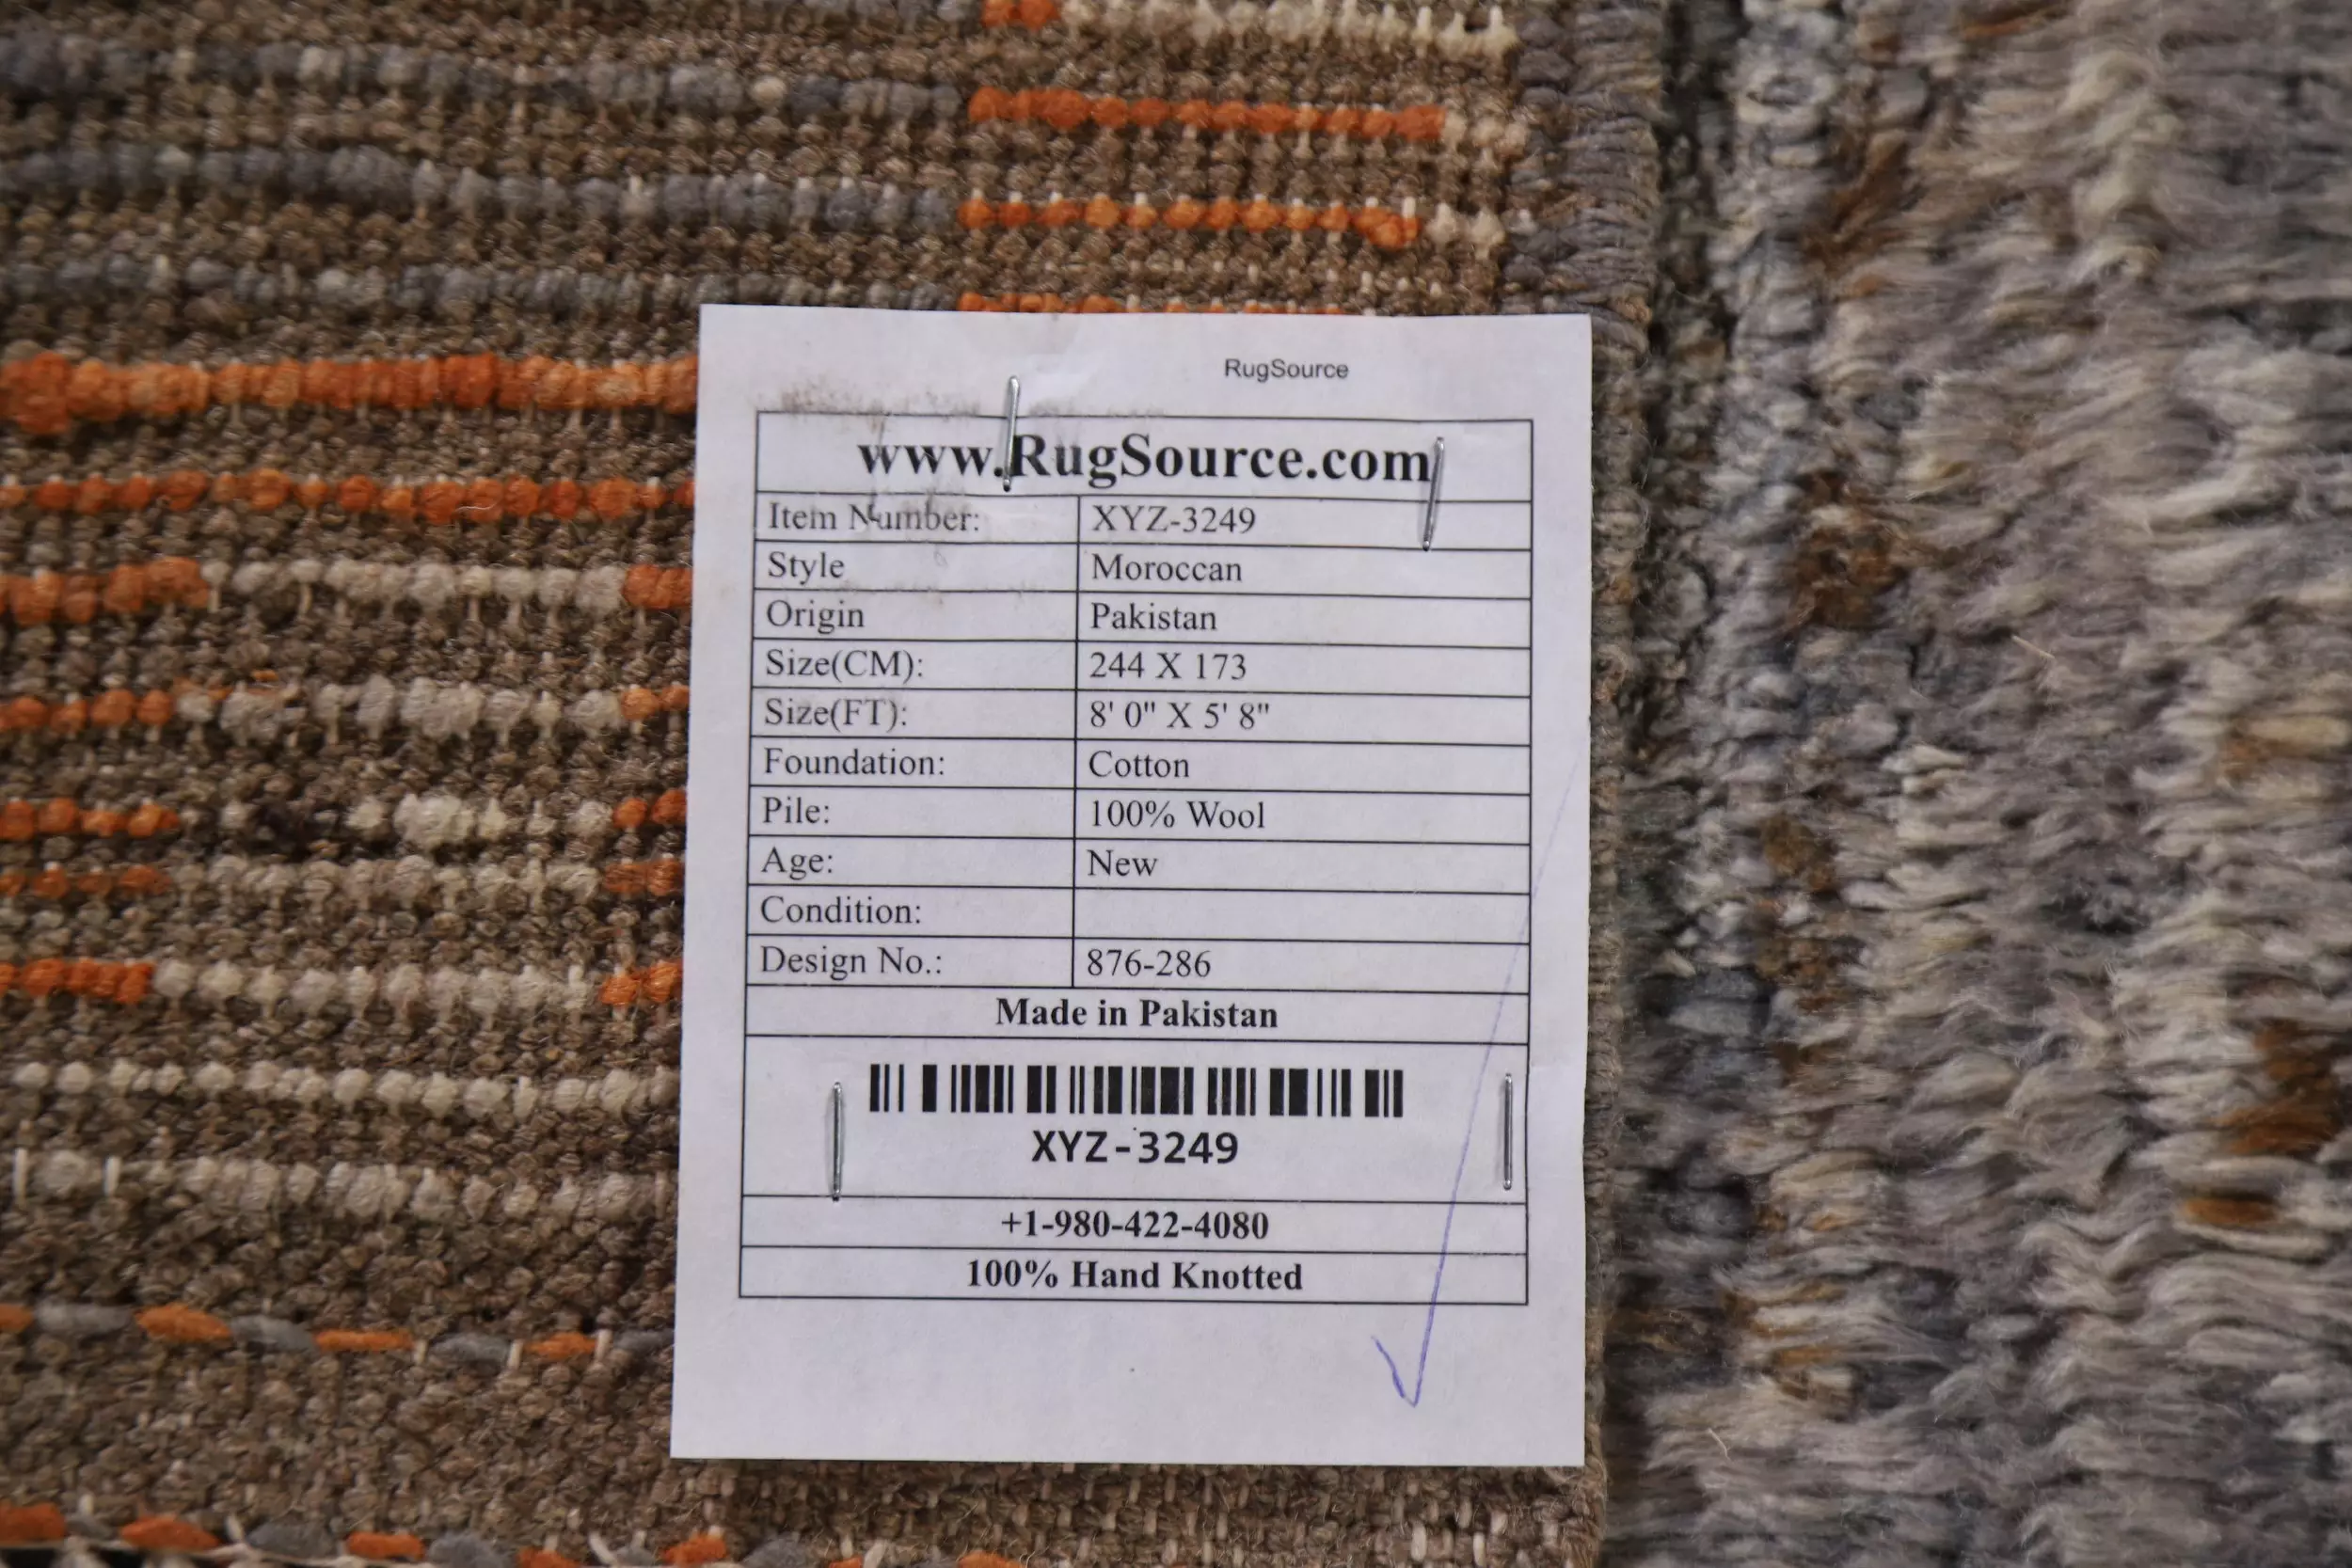 RugSource
www.RugSource.com
Item Number: XYZ-3249
Style Moroccan
Origin Pakistan
Size(CM): 244 X 173
Size(FT): 8' 0" X 5' 8"
Foundation: Cotton
Pile: 100% Wool
Age: New
Condition:
Design No.: 876-286
Made in Pakistan
XYZ-3249
+1-980-422-4080
100% Hand Knotted